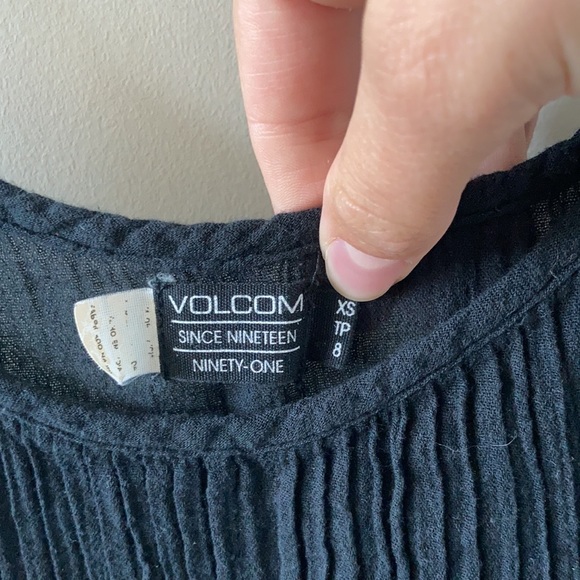 VOLCOM
SINCE NINETEEN
NINETY-ONE
XS
TP
8